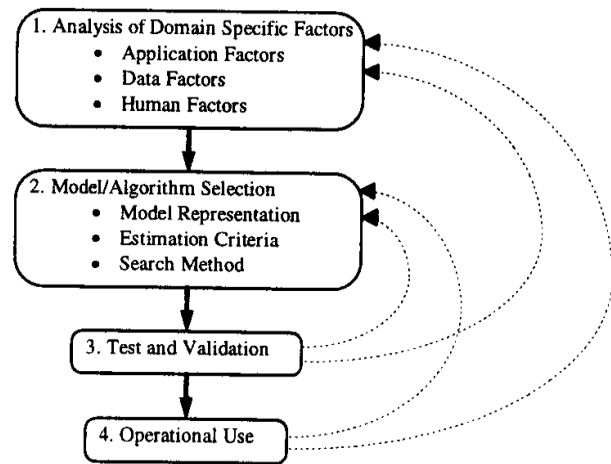 1. Analysis of Domain Specific Factors
• Application Factors
• Data Factors
• Human Factors
2. Model/Algorithm Selection
• Model Representation
• Estimation Criteria
• Search Method
3. Test and Validation
4. Operational Use